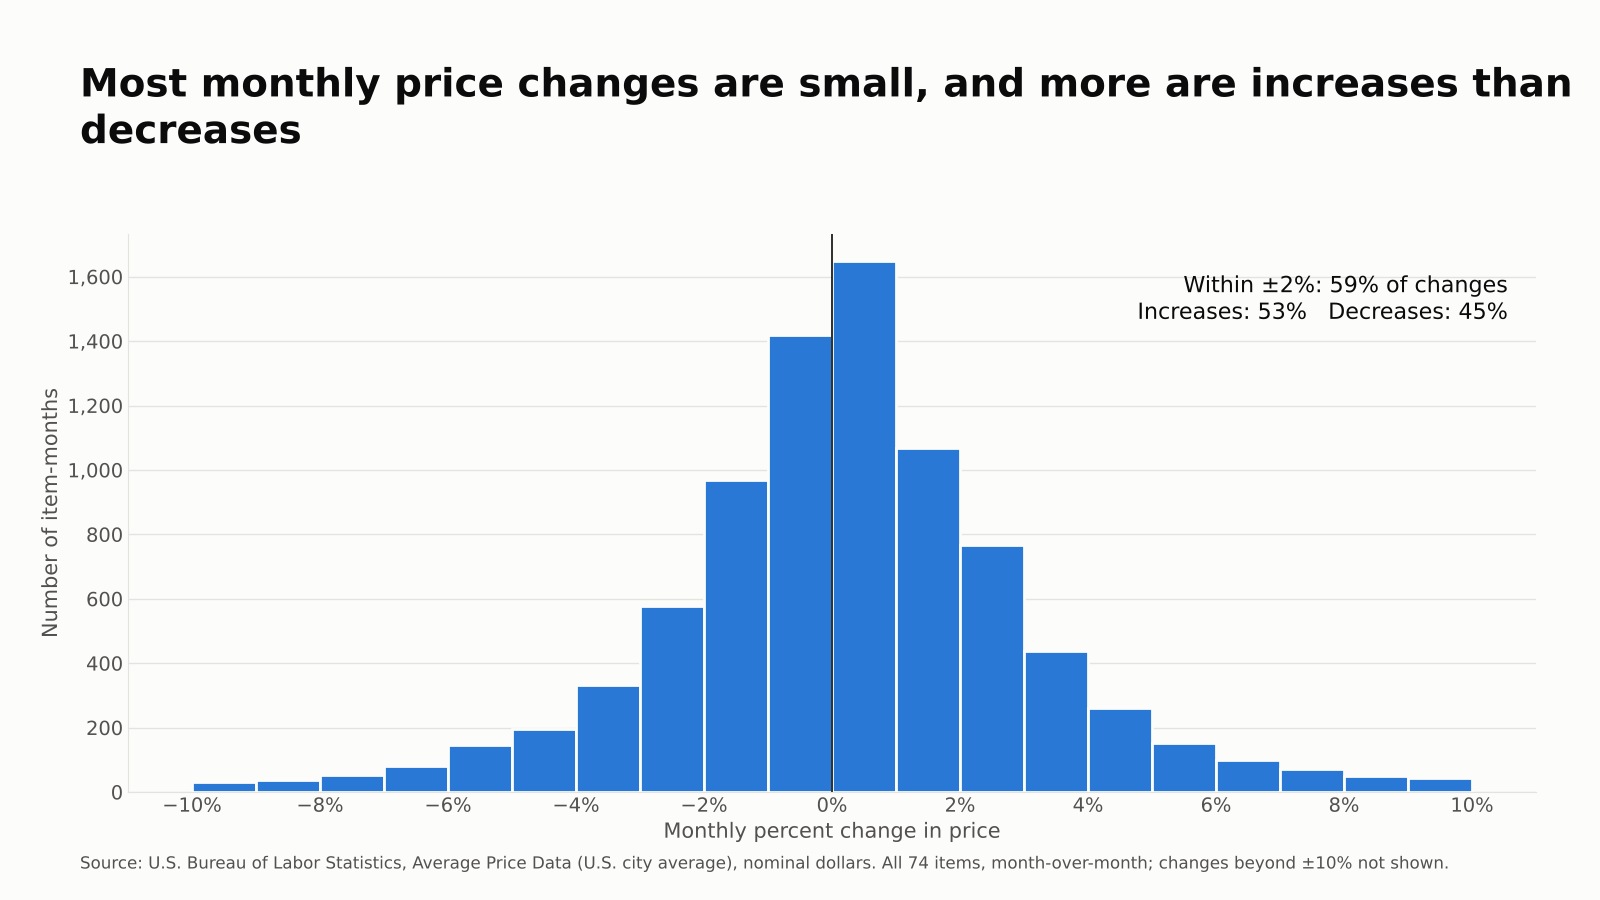 Most monthly price changes are small, and more are increases than
decreases
Within ±2%: 59% of changes
Increases: 53%   Decreases: 45%
Number of item-months
1,600
1,400
1,200
1,000
800
600
400
200
0
−10%
−8%
−6%
−4%
−2%
0%
2%
4%
6%
8%
10%
Monthly percent change in price
Source: U.S. Bureau of Labor Statistics, Average Price Data (U.S. city average), nominal dollars. All 74 items, month-over-month; changes beyond ±10% not shown.